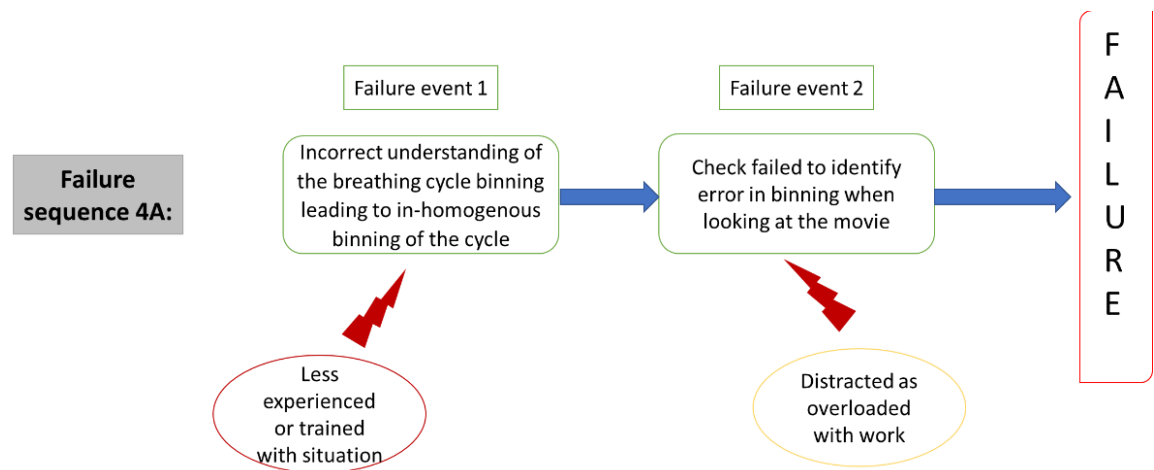 Failure
sequence 4A:
Failure event 1
Incorrect understanding of
the breathing cycle binning
leading to in-homogenous
binning of the cycle
Less
experienced
or trained
with situation
Failure event 2
Check failed to identify
error in binning when
looking at the movie
Distracted as
overloaded
with work
F
A
I
L
U
R
E